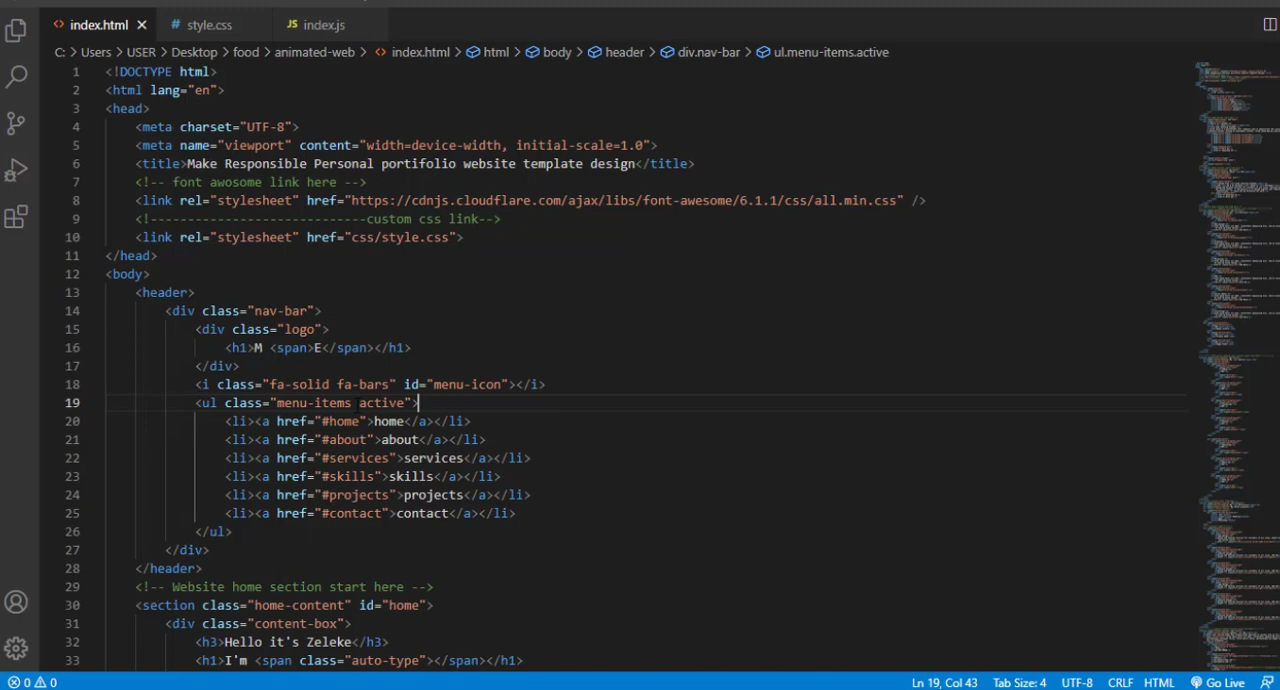 index.html
style.css
JS index.js
C: > Users > USER > Desktop > food > animated-web > index.html > html > body > header > div.nav-bar > ul.menu-items.active
1 <!DOCTYPE html>
2 <html lang="en">
3 <head>
4 <meta charset="UTF-8">
5 <meta name="viewport" content="width=device-width, initial-scale=1.0">
6 <title>Make Responsible Personal portifolio website template design</title>
7 <!-- font awosome link here -->
8 <link rel="stylesheet" href="https://cdnjs.cloudflare.com/ajax/libs/font-awesome/6.1.1/css/all.min.css" />
9 <!----------------------------custom css link-->
10 <link rel="stylesheet" href="css/style.css">
11 </head>
12 <body>
13 <header>
14 <div class="nav-bar">
15 <div class="logo">
16 <h1>M <span>E</span></h1>
17 </div>
18 <i class="fa-solid fa-bars" id="menu-icon"></i>
19 <ul class="menu-items active">
20 <li><a href="#home">home</a></li>
21 <li><a href="#about">about</a></li>
22 <li><a href="#services">services</a></li>
23 <li><a href="#skills">skills</a></li>
24 <li><a href="#projects">projects</a></li>
25 <li><a href="#contact">contact</a></li>
26 </ul>
27 </div>
28 </header>
29 <!-- Website home section start here -->
30 <section class="home-content" id="home">
31 <div class="content-box">
32 <h3>Hello it's Zeleke</h3>
33 <h1>I'm <span class="auto-type"></span></h1>
0 0 Ln 19, Col 43 Tab Size: 4 UTF-8 CRLF HTML Go Live